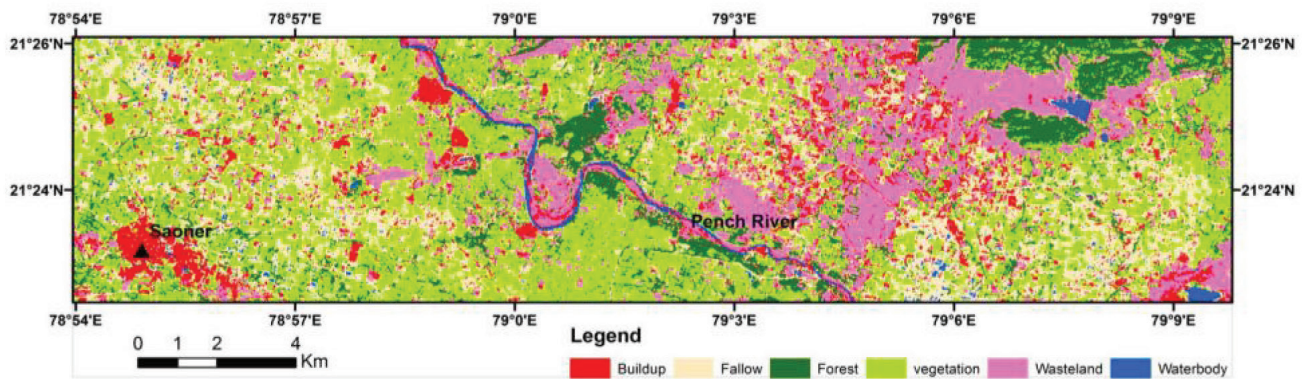 78°54'E 78°57'E 79°0'E 79°3'E 79°6'E 79°9'E
21°26'N 21°26'N
21°24'N 21°24'N
Pench River
Saoner
78°54'E 78°57'E 79°0'E 79°3'E 79°6'E 79°9'E
Legend
0 1 2 4
Km
Buildup Fallow Forest vegetation Wasteland Waterbody